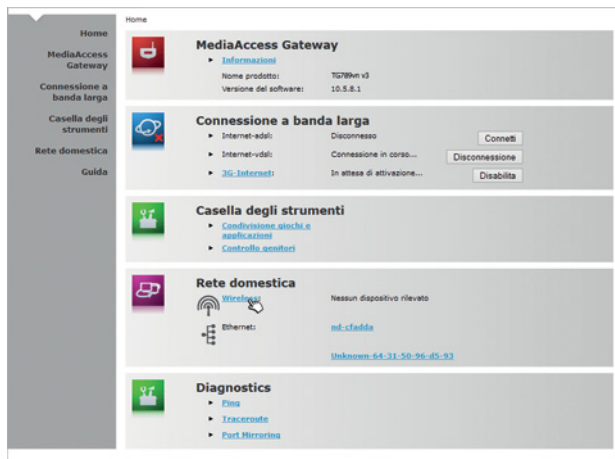 Home
Home
MediaAccess
Gateway
Connessione a
banda larga
Casella degli
strumenti
Rete domestica
Guida
MediaAccess Gateway
Informazioni
Nome prodotto: TG789vn v3
Versione del software: 10.5.8.1
Connessione a banda larga
Internet-adsl: Disconnesso Connetti
Internet-vdsl: Connessione in corso... Disconnessione
3G-Internet: In attesa di attivazione... Disabilita
Casella degli strumenti
Condivisione giochi e
applicazioni
Controllo genitori
Rete domestica
Wireless: Nessun dispositivo rilevato
Ethernet: nd-cfadda
Unknown-64-31-50-96-d5-93
Diagnostics
Ping
Traceroute
Port Mirroring